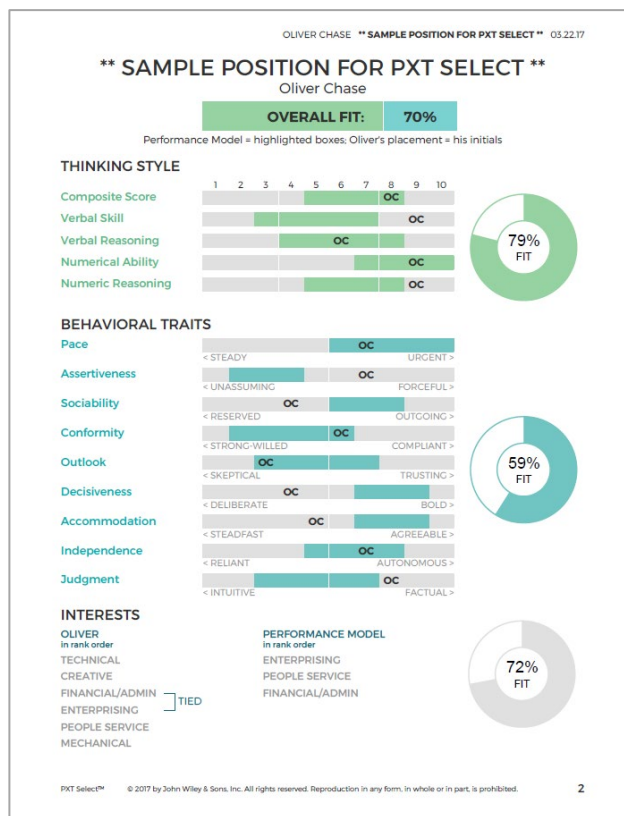 OLIVER CHASE ** SAMPLE POSITION FOR PXT SELECT ** 03.22.17
** SAMPLE POSITION FOR PXT SELECT **
Oliver Chase
OVERALL FIT: 70%
Performance Model = highlighted boxes; Oliver's placement = his initials
THINKING STYLE
1 2 3 4 5 6 7 8 9 10
Composite Score OC
Verbal Skill OC
Verbal Reasoning OC
Numerical Ability OC
Numeric Reasoning OC
79%
FIT
BEHAVIORAL TRAITS
Pace OC
< STEADY URGENT >
Assertiveness OC
< UNASSUMING FORCEFUL >
Sociability OC
< RESERVED OUTGOING >
Conformity OC
< STRONG-WILLED COMPLIANT >
Outlook OC
< SKEPTICAL TRUSTING >
Decisiveness OC
< DELIBERATE BOLD >
Accommodation OC
< STEADFAST AGREEABLE >
Independence OC
< RELIANT AUTONOMOUS >
Judgment OC
< INTUITIVE FACTUAL >
59%
FIT
INTERESTS
OLIVER
in rank order
TECHNICAL
CREATIVE
FINANCIAL/ADMIN
ENTERPRISING
TIED
PEOPLE SERVICE
MECHANICAL
PERFORMANCE MODEL
in rank order
ENTERPRISING
PEOPLE SERVICE
FINANCIAL/ADMIN
72%
FIT
PXT Select™ © 2017 by John Wiley & Sons, Inc. All rights reserved. Reproduction in any form, in whole or in part, is prohibited. 2